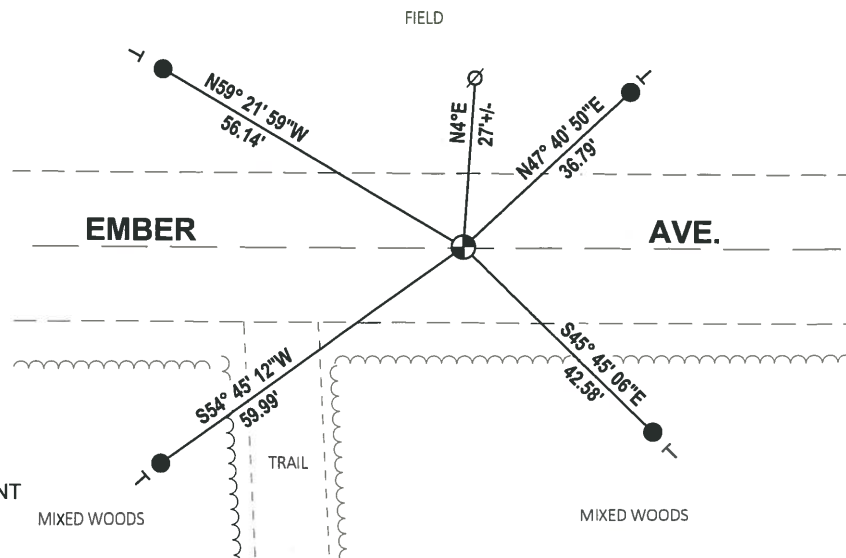 FIELD
N59° 21' 59"W
56.14'
N4°E
27'+/-
N47° 40' 50"E
36.79'
EMBER AVE.
S54° 45' 12"W
59.99'
S45° 45' 06"E
42.58'
TRAIL
NT
MIXED WOODS
MIXED WOODS